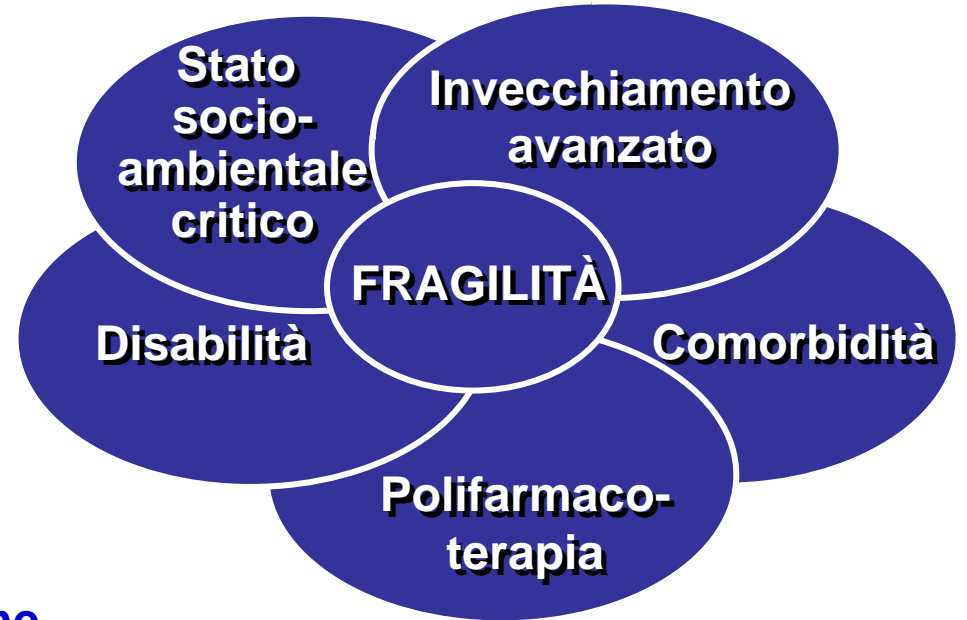 Stato
socio-
ambientale
critico
Invecchiamento
avanzato
FRAGILITÀ
Disabilità
Comorbidità
Polifarmaco-
terapia